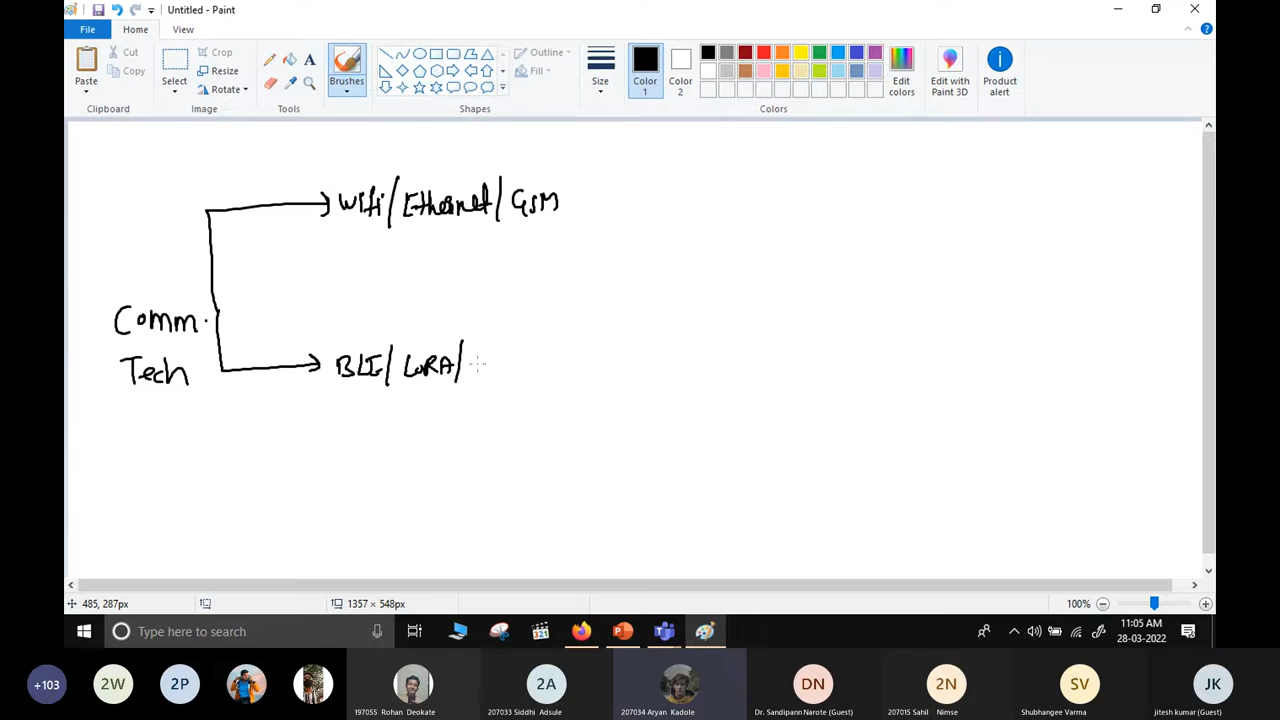 Untitled - Paint
File Home View
Paste Cut Copy Clipboard
Select Crop Resize Rotate Image
Tools
Brushes
Outline Fill Shapes
Size
Color 1 Color 2 Edit colors Colors
Edit with Paint 3D
Product alert
Wifi/Ethernet/GSM
Comm.
Tech
BLE/LoRA/
485, 287px 1357 × 548px 100%
Type here to search
321
11:05 AM
28-03-2022
+103 2W 2P 2A DN 2N SV JK
197055 Rohan Deokate 207033 Siddhi Adsule 207034 Aryan Kadole Dr. Sandipann Narote (Guest) 207015 Sahil Nimse Shubhangee Varma jitesh kumar (Guest)